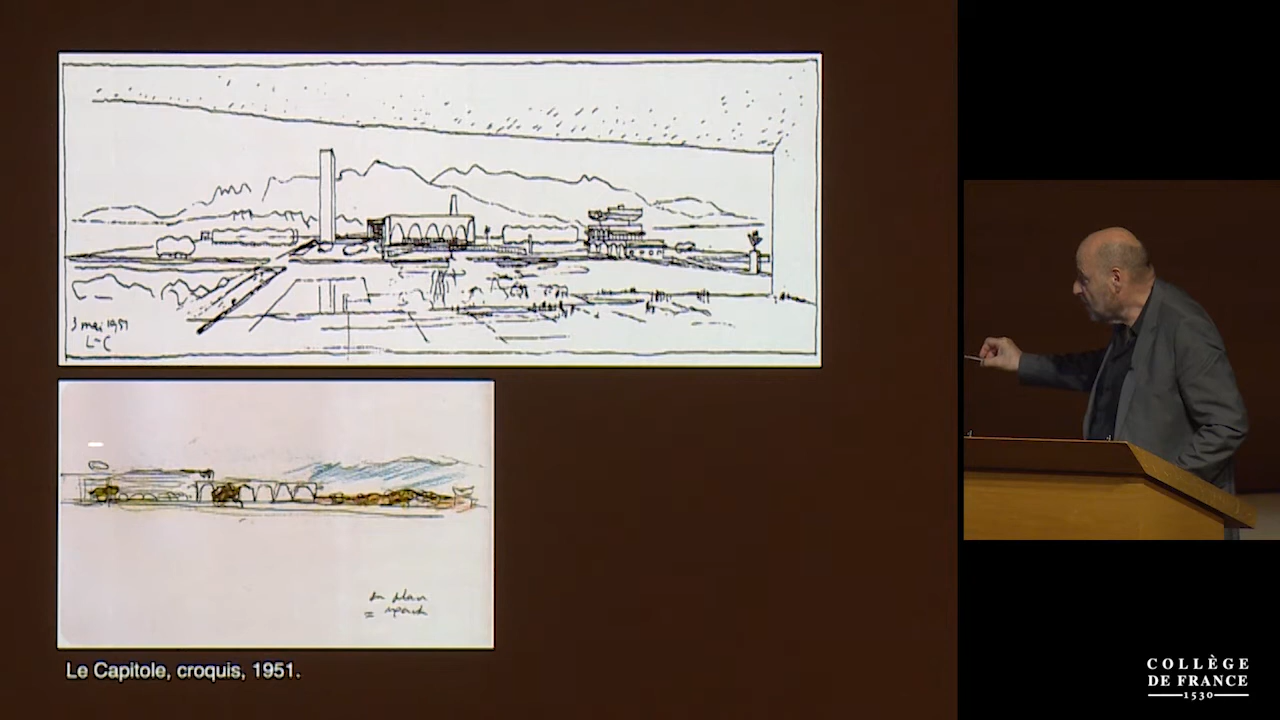 3 mai 1951
L-C
Le Capitole, croquis, 1951.
COLLÈGE
DE FRANCE
1530